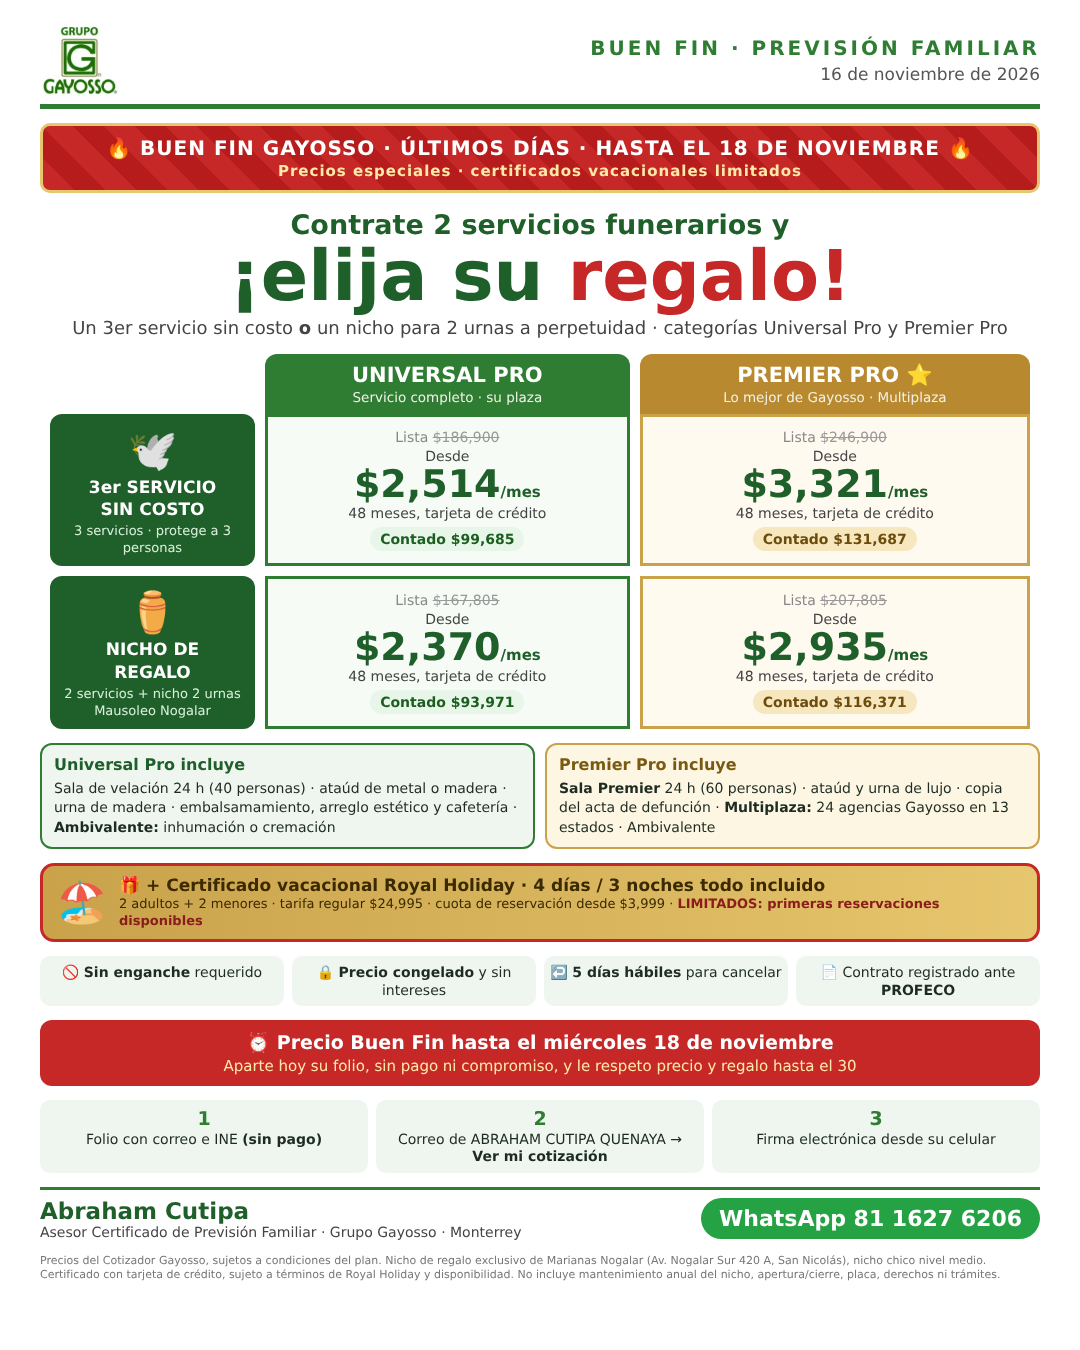 GRUPO
GAYOSSO
BUEN FIN · PREVISIÓN FAMILIAR
16 de noviembre de 2026
🔥 BUEN FIN GAYOSSO · ÚLTIMOS DÍAS · HASTA EL 18 DE NOVIEMBRE 🔥
Precios especiales · certificados vacacionales limitados
Contrate 2 servicios funerarios y
¡elija su regalo!
Un 3er servicio sin costo o un nicho para 2 urnas a perpetuidad · categorías Universal Pro y Premier Pro
UNIVERSAL PRO
Servicio completo · su plaza
PREMIER PRO ⭐
Lo mejor de Gayosso · Multiplaza
3er SERVICIO
SIN COSTO
3 servicios · protege a 3
personas
Lista $186,900
Desde
$2,514/mes
48 meses, tarjeta de crédito
Contado $99,685
Lista $246,900
Desde
$3,321/mes
48 meses, tarjeta de crédito
Contado $131,687
NICHO DE
REGALO
2 servicios + nicho 2 urnas
Mausoleo Nogalar
Lista $167,805
Desde
$2,370/mes
48 meses, tarjeta de crédito
Contado $93,971
Lista $207,805
Desde
$2,935/mes
48 meses, tarjeta de crédito
Contado $116,371
Universal Pro incluye
Sala de velación 24 h (40 personas) · ataúd de metal o madera ·
urna de madera · embalsamamiento, arreglo estético y cafetería ·
Ambivalente: inhumación o cremación
Premier Pro incluye
Sala Premier 24 h (60 personas) · ataúd y urna de lujo · copia
del acta de defunción · Multiplaza: 24 agencias Gayosso en 13
estados · Ambivalente
🎁 + Certificado vacacional Royal Holiday · 4 días / 3 noches todo incluido
2 adultos + 2 menores · tarifa regular $24,995 · cuota de reservación desde $3,999 · LIMITADOS: primeras reservaciones
disponibles
🚫 Sin enganche requerido
🔒 Precio congelado y sin
intereses
↩️ 5 días hábiles para cancelar
📄 Contrato registrado ante
PROFECO
⏰ Precio Buen Fin hasta el miércoles 18 de noviembre
Aparte hoy su folio, sin pago ni compromiso, y le respeto precio y regalo hasta el 30
1
Folio con correo e INE (sin pago)
2
Correo de ABRAHAM CUTIPA QUENAYA →
Ver mi cotización
3
Firma electrónica desde su celular
Abraham Cutipa
Asesor Certificado de Previsión Familiar · Grupo Gayosso · Monterrey
WhatsApp 81 1627 6206
Precios del Cotizador Gayosso, sujetos a condiciones del plan. Nicho de regalo exclusivo de Marianas Nogalar (Av. Nogalar Sur 420 A, San Nicolás), nicho chico nivel medio.
Certificado con tarjeta de crédito, sujeto a términos de Royal Holiday y disponibilidad. No incluye mantenimiento anual del nicho, apertura/cierre, placa, derechos ni trámites.